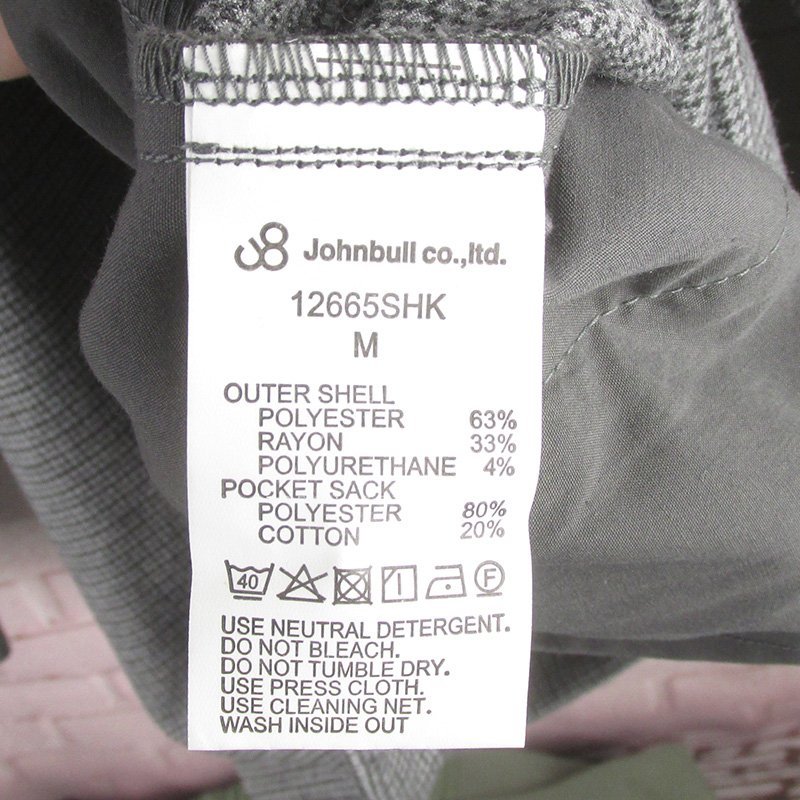 Johnbull co.,ltd.
12665SHK
M
OUTER SHELL
POLYESTER 63%
RAYON 33%
POLYURETHANE 4%
POCKET SACK
POLYESTER 80%
COTTON 20%
40 F
USE NEUTRAL DETERGENT.
DO NOT BLEACH.
DO NOT TUMBLE DRY.
USE PRESS CLOTH.
USE CLEANING NET.
WASH INSIDE OUT